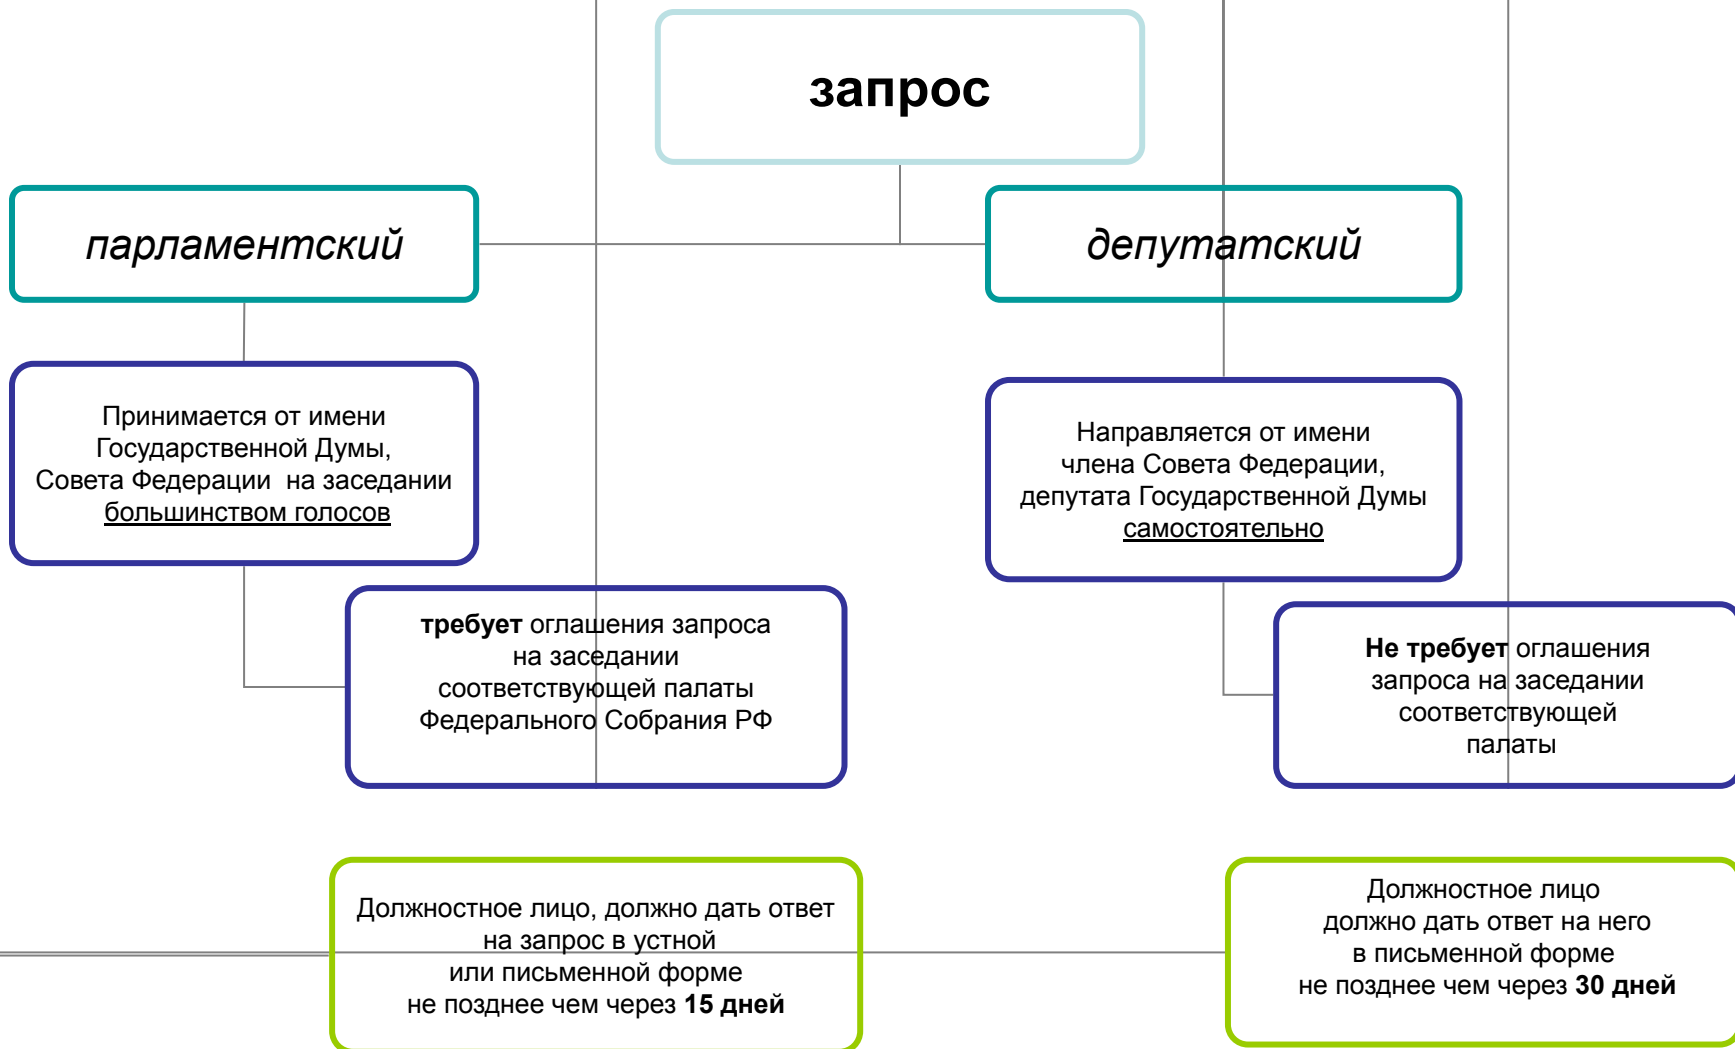 запрос
парламентский
депутатский
Принимается от имени
Государственной Думы,
Совета Федерации на заседании
большинством голосов
Направляется от имени
члена Совета Федерации,
депутата Государственной Думы
самостоятельно
требует оглашения запроса
на заседании
соответствующей палаты
Федерального Собрания РФ
Не требует оглашения
запроса на заседании
соответствующей
палаты
Должностное лицо, должно дать ответ
на запрос в устной
или письменной форме
не позднее чем через 15 дней
Должностное лицо
должно дать ответ на него
в письменной форме
не позднее чем через 30 дней